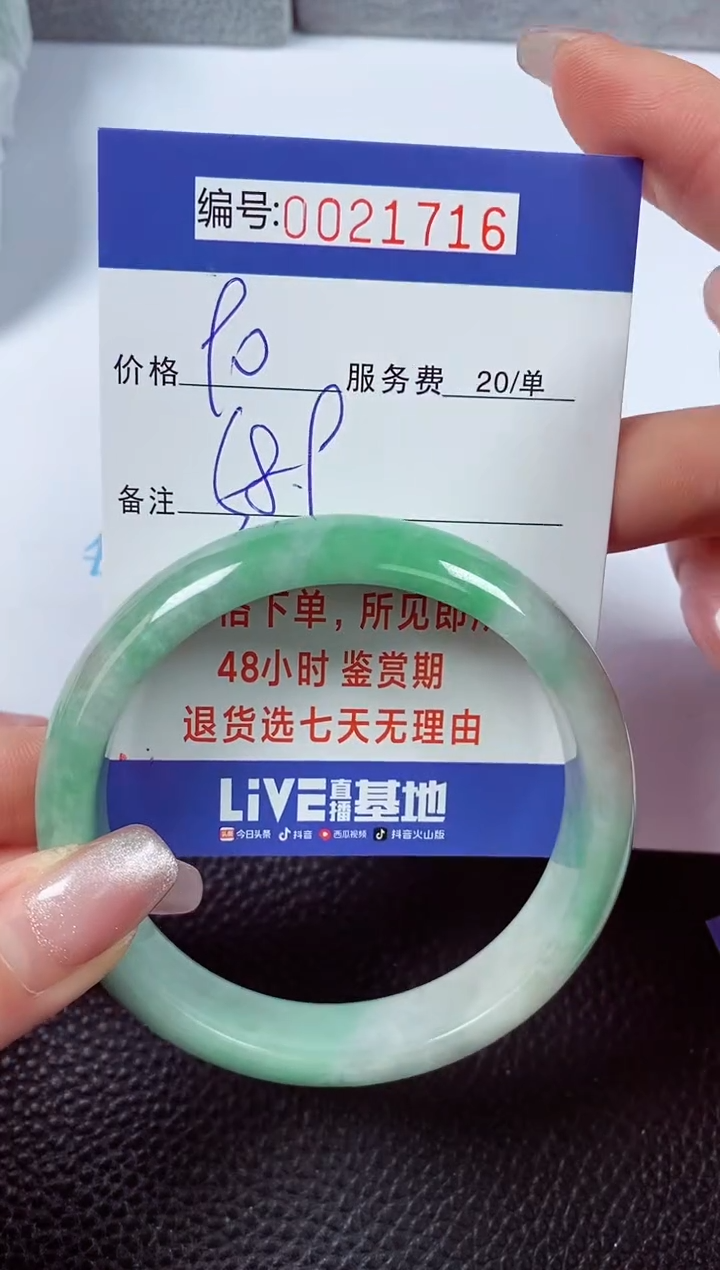 编号:0021716
价格 服务费 20/单
备注
下单，所见即
48小时 鉴赏期
退货选七天无理由
LiVE直播基地
今日头条 抖音 西瓜视频 抖音火山版